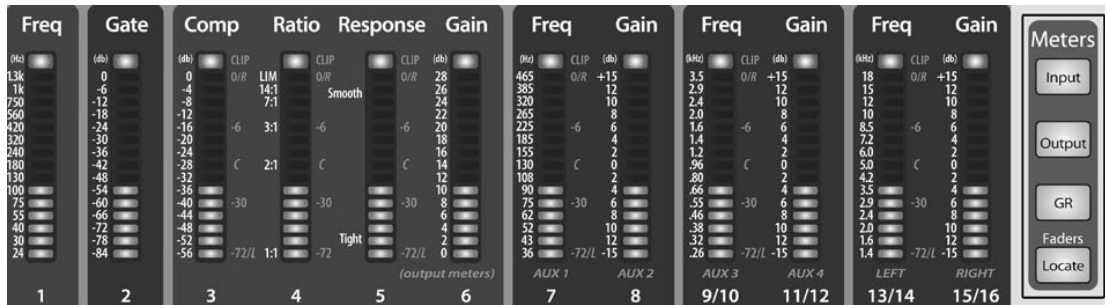 Freq Gate Comp Ratio Response Gain Freq Gain Freq Gain Freq Gain
(Hz) (db) (db) CLIP CLIP (db) (Hz) CLIP (db) (kHz) CLIP (db) (kHz) CLIP (db)
1.3k 0 0 0/R LIM 0/R 28 465 0/R +15 3.5 0/R +15 18 0/R +15
1k -6 -4 14:1 26 385 12 2.9 12 15 12
750 -12 -8 7:1 Smooth 24 320 10 2.4 10 12 10
560 -18 -12 22 265 8 2.0 8 10 8
420 -24 -16 -6 3:1 -6 -6 20 225 -6 6 1.6 -6 6 8.5 -6 6
320 -30 -20 18 185 4 1.4 4 7.2 4
240 -36 -24 16 155 2 1.2 2 6.0 2
180 -42 -28 C 2:1 C C 14 130 C 0 .96 C 0 5.0 C 0
130 -48 -32 12 108 2 .80 2 4.2 2
100 -54 -36 10 90 4 .66 4 3.5 4
75 -60 -40 -30 -30 -30 8 75 -30 6 .55 -30 6 2.9 -30 6
55 -66 -44 6 62 8 .46 8 2.4 8
40 -72 -48 4 52 10 .38 10 2.0 10
30 -78 -52 Tight 2 43 12 .32 12 1.6 12
24 -84 -56 -72/L 1:1 -72 -72/L 0 36 -72/L -15 .26 -72/L -15 1.4 -72/L -15
(output meters) AUX 1 AUX 2 AUX 3 AUX 4 LEFT RIGHT
1 2 3 4 5 6 7 8 9/10 11/12 13/14 15/16
Meters
Input
Output
GR
Faders
Locate